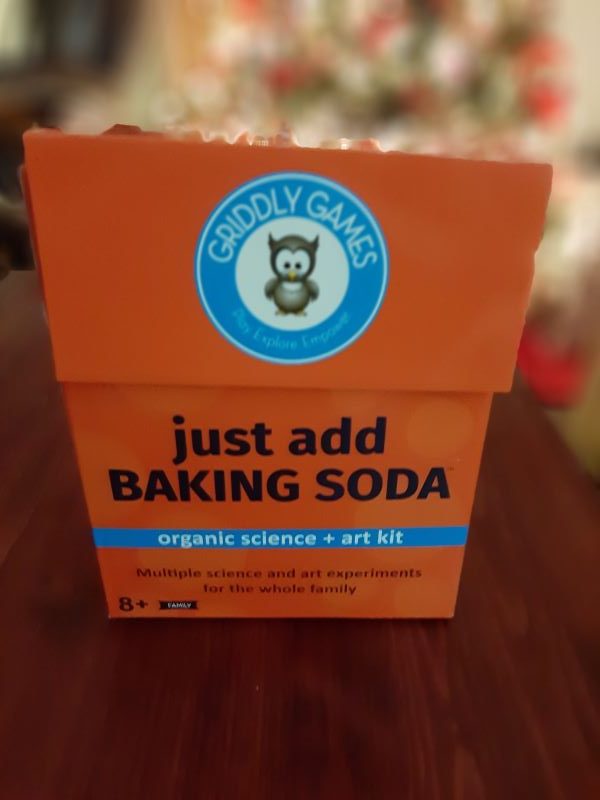 GRIDDLY GAMES
Play Explore Empower
just add
BAKING SODA™
organic science + art kit
Multiple science and art experiments
for the whole family
8+ FAMILY